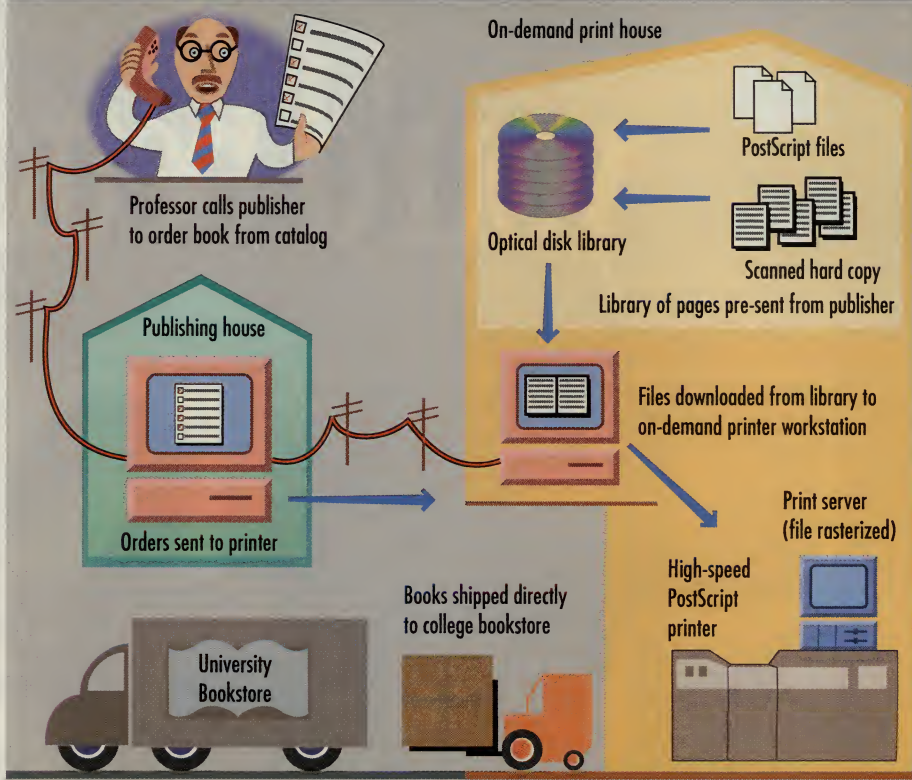 On-demand print house
PostScript files
Professor calls publisher
to order book from catalog
Optical disk library
Scanned hard copy
Library of pages pre-sent from publisher
Publishing house
Files downloaded from library to
on-demand printer workstation
Orders sent to printer
Print server
(file rasterized)
High-speed
PostScript
printer
Books shipped directly
to college bookstore
University
Bookstore